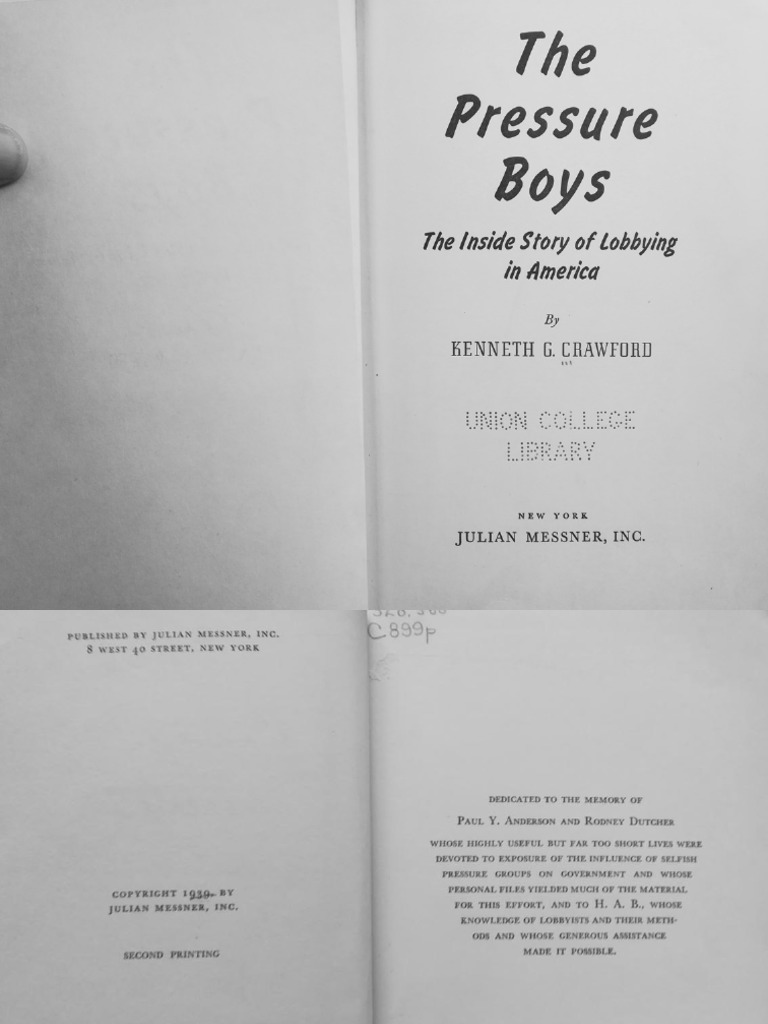 The
Pressure
Boys
The Inside Story of Lobbying
in America
By
KENNETH G. CRAWFORD
UNION COLLEGE
LIBRARY
NEW YORK
JULIAN MESSNER, INC.
PUBLISHED BY JULIAN MESSNER, INC.
8 WEST 40 STREET, NEW YORK
COPYRIGHT 1939, BY
JULIAN MESSNER, INC.
SECOND PRINTING
C899p
DEDICATED TO THE MEMORY OF
PAUL Y. ANDERSON AND RODNEY DUTCHER
WHOSE HIGHLY USEFUL BUT FAR TOO SHORT LIVES WERE
DEVOTED TO EXPOSURE OF THE INFLUENCE OF SELFISH
PRESSURE GROUPS ON GOVERNMENT AND WHOSE
PERSONAL FILES YIELDED MUCH OF THE MATERIAL
FOR THIS EFFORT, AND TO H. A. B., WHOSE
KNOWLEDGE OF LOBBYISTS AND THEIR METH-
ODS AND WHOSE GENEROUS ASSISTANCE
MADE IT POSSIBLE.